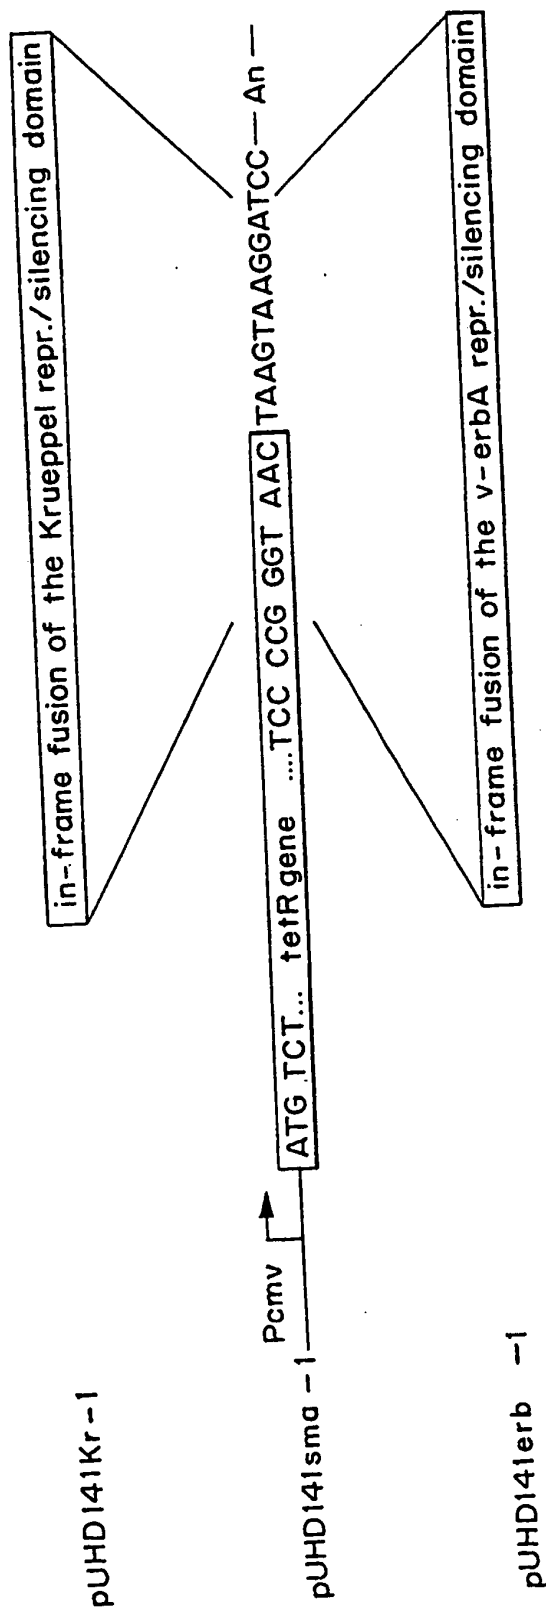 pUHD141Kr-1
in-frame fusion of the Krueppel repr./silencing domain
pUHD141sma-1
Pcmv
ATG TCT... tetR gene ....TCC CCG GGT AAC TAAGTAAGGATCC—An—
pUHD141erb -1
in-frame fusion of the v-erbA repr./silencing domain